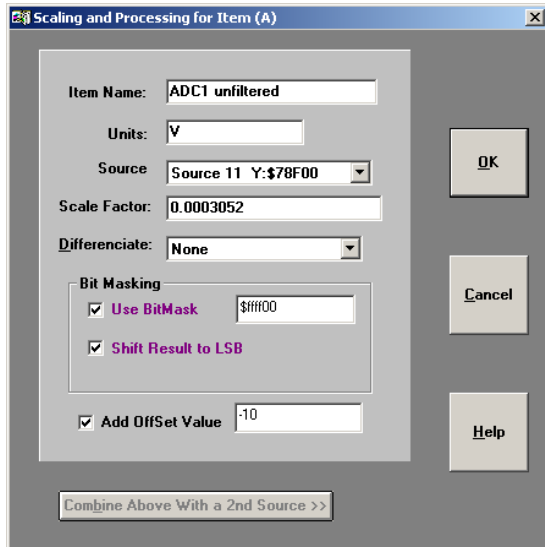 Scaling and Processing for Item (A)
Item Name: ADC1 unfiltered
Units: V
Source Source 11 Y:$78F00
Scale Factor: 0.0003052
Differenciate: None
Bit Masking
Use BitMask $ffff00
Shift Result to LSB
Add OffSet Value -10
OK
Cancel
Help
Combine Above With a 2nd Source >>